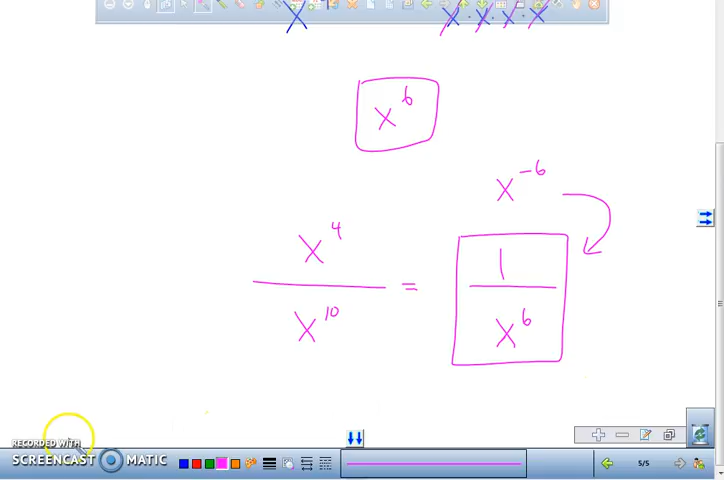 X X · X · X · X
x^6
x^-6
x^4 / x^10 = 1 / x^6
RECORDED WITH
SCREENCAST MATIC
5/5